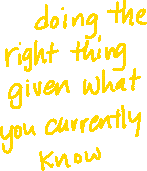 doing the
right thing
given what
you currently
know